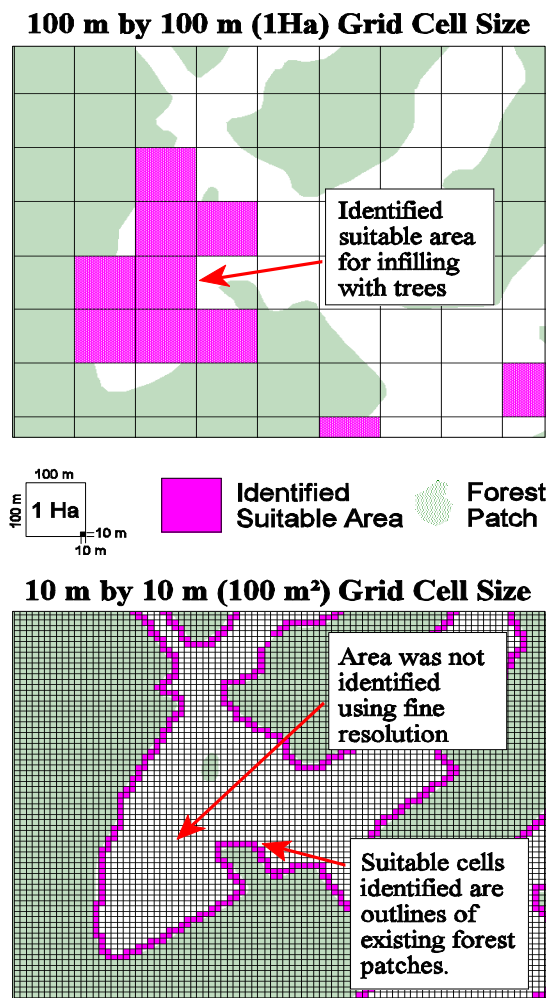 100 m by 100 m (1Ha) Grid Cell Size
Identified
suitable area
for infilling
with trees
100 m
100 m
1 Ha
10 m
10 m
Identified
Suitable Area
Forest
Patch
10 m by 10 m (100 m²) Grid Cell Size
Area was not
identified
using fine
resolution
Suitable cells
identified are
outlines of
existing forest
patches.